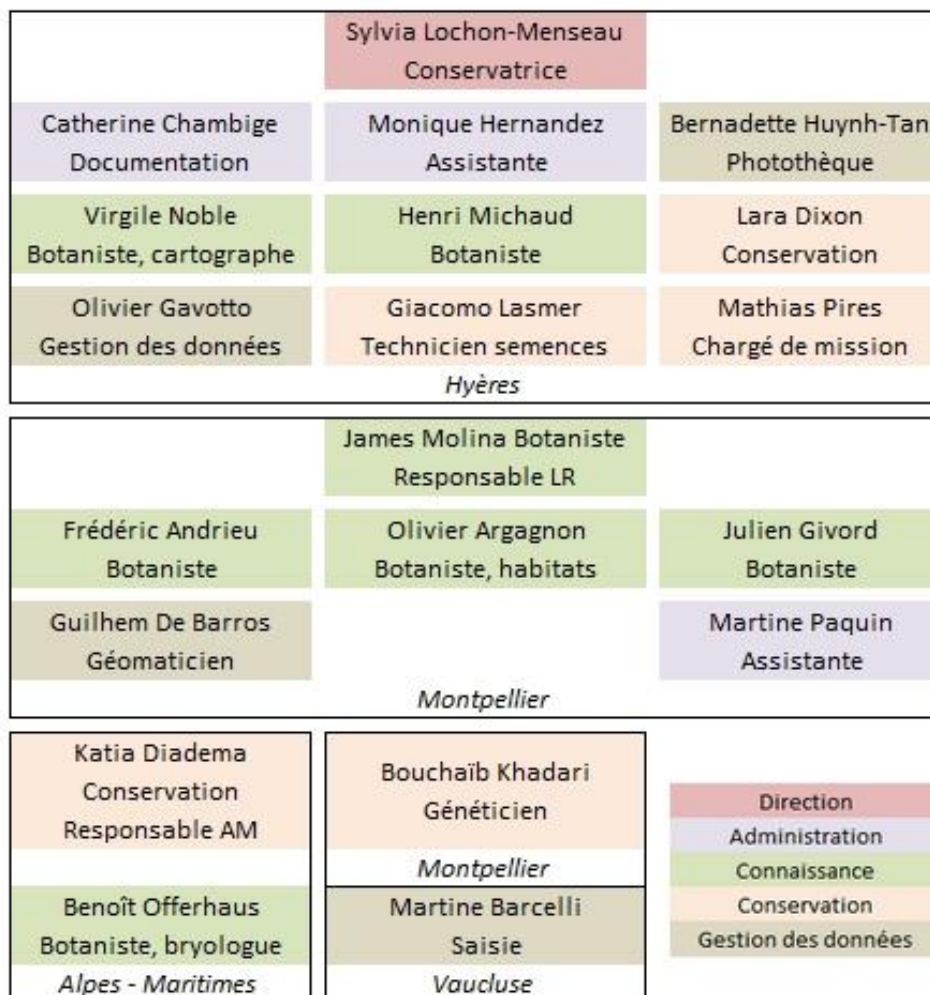 Sylvia Lochon-Menseau
Conservatrice
Catherine Chambige
Documentation
Monique Hernandez
Assistante
Bernadette Huynh-Tan
Photothèque
Virgile Noble
Botaniste, cartographe
Henri Michaud
Botaniste
Lara Dixon
Conservation
Olivier Gavotto
Gestion des données
Giacomo Lasmer
Technicien semences
Mathias Pires
Chargé de mission
Hyères
James Molina Botaniste
Responsable LR
Frédéric Andrieu
Botaniste
Olivier Argagnon
Botaniste, habitats
Julien Givord
Botaniste
Guilhem De Barros
Géomaticien
Martine Paquin
Assistante
Montpellier
Katia Diadema
Conservation
Responsable AM
Benoît Offerhaus
Botaniste, bryologue
Alpes - Maritimes
Bouchaïb Khadari
Généticien
Montpellier
Martine Barcelli
Saisie
Vaucluse
Direction
Administration
Connaissance
Conservation
Gestion des données